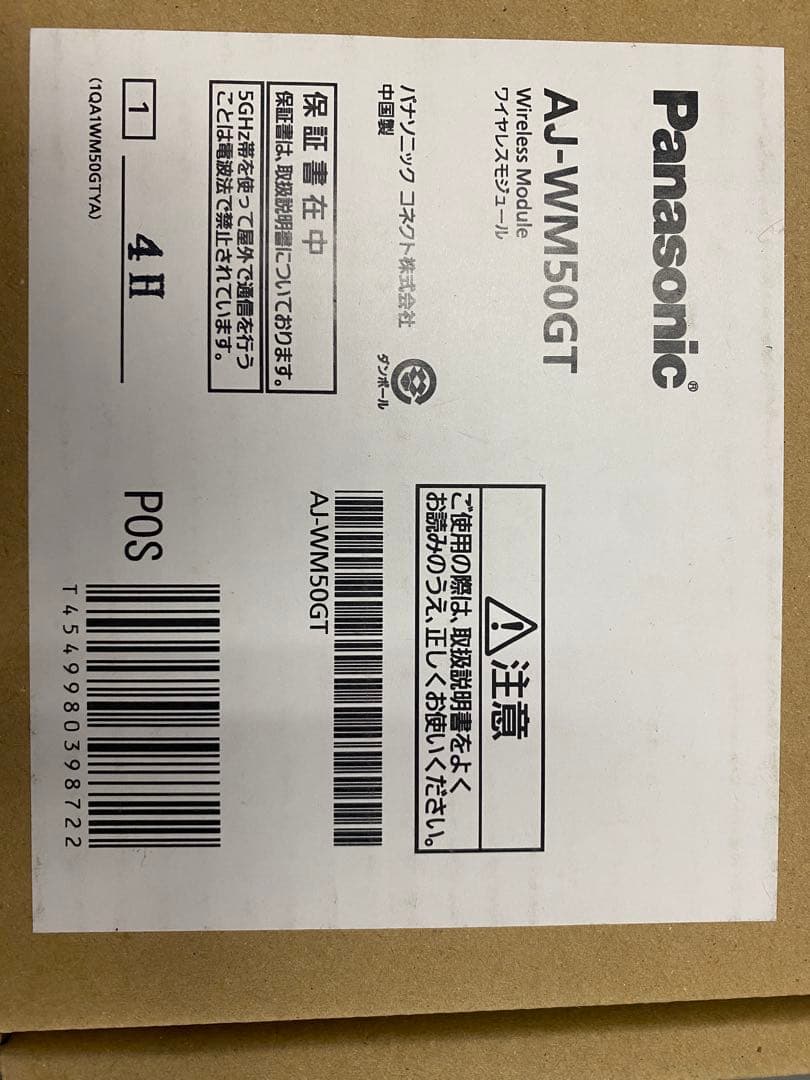 Panasonic®
AJ-WM50GT
Wireless Module
ワイヤレスモジュール
パナソニック コネクト株式会社
中国製
ダンボール
保証書在中
保証書は、取扱説明書についております。
5GHz帯を使って屋外で通信を行う
ことは電波法で禁止されています。
1
4H
(1QA1WM50GTYA)
注意
ご使用の際は、取扱説明書をよく
お読みのうえ、正しくお使いください。
AJ-WM50GT
POS
T4549980398722